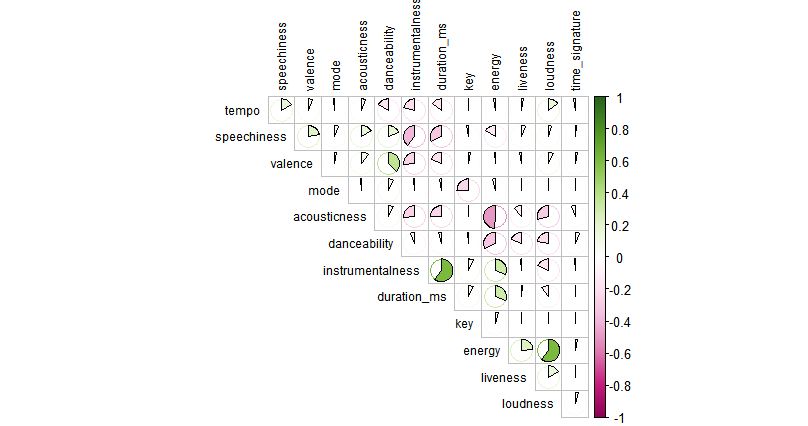 speechiness
valence
mode
acousticness
danceability
instrumentalness
duration_ms
key
energy
liveness
loudness
time_signature
tempo
speechiness
valence
mode
acousticness
danceability
instrumentalness
duration_ms
key
energy
liveness
loudness
1
0.8
0.6
0.4
0.2
0
-0.2
-0.4
-0.6
-0.8
-1